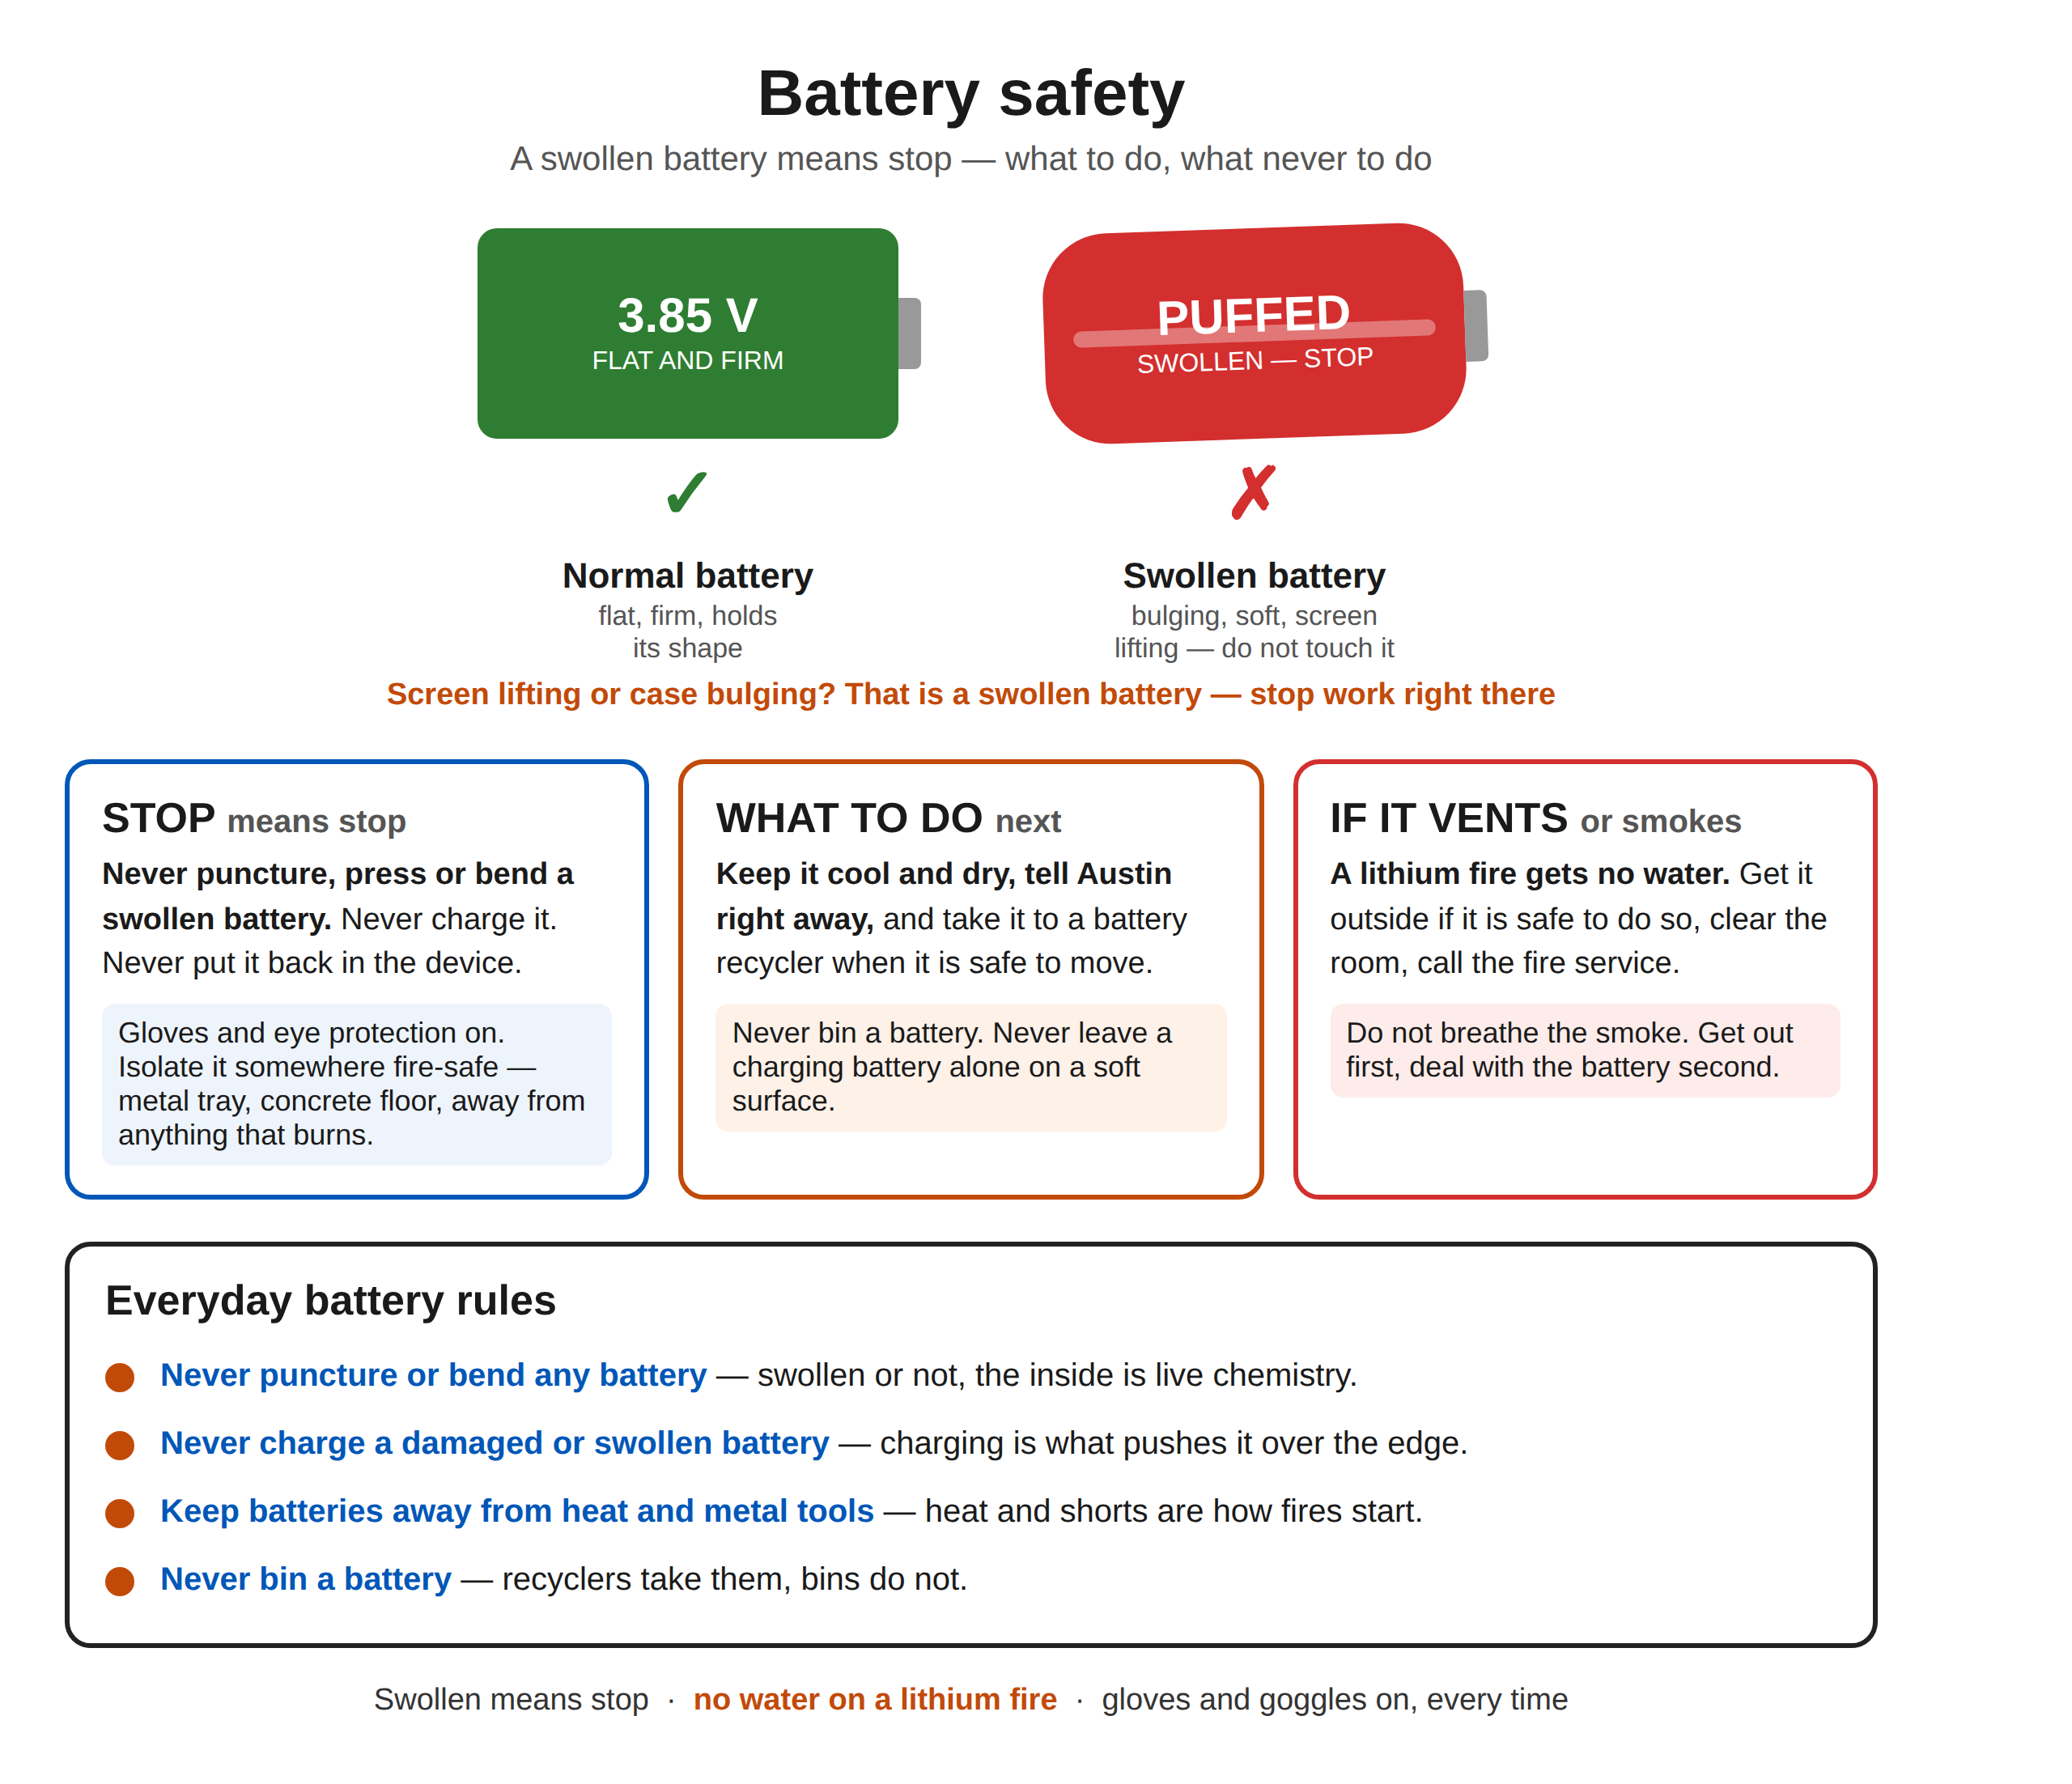 Battery safety
A swollen battery means stop — what to do, what never to do
3.85 V
FLAT AND FIRM
PUFFED
SWOLLEN — STOP
✓
✗
Normal battery
flat, firm, holds
its shape
Swollen battery
bulging, soft, screen
lifting — do not touch it
Screen lifting or case bulging? That is a swollen battery — stop work right there
STOP means stop
Never puncture, press or bend a
swollen battery. Never charge it.
Never put it back in the device.
Gloves and eye protection on.
Isolate it somewhere fire-safe —
metal tray, concrete floor, away from
anything that burns.
WHAT TO DO next
Keep it cool and dry, tell Austin
right away, and take it to a battery
recycler when it is safe to move.
Never bin a battery. Never leave a
charging battery alone on a soft
surface.
IF IT VENTS or smokes
A lithium fire gets no water. Get it
outside if it is safe to do so, clear the
room, call the fire service.
Do not breathe the smoke. Get out
first, deal with the battery second.
Everyday battery rules
Never puncture or bend any battery — swollen or not, the inside is live chemistry.
Never charge a damaged or swollen battery — charging is what pushes it over the edge.
Keep batteries away from heat and metal tools — heat and shorts are how fires start.
Never bin a battery — recyclers take them, bins do not.
Swollen means stop · no water on a lithium fire · gloves and goggles on, every time